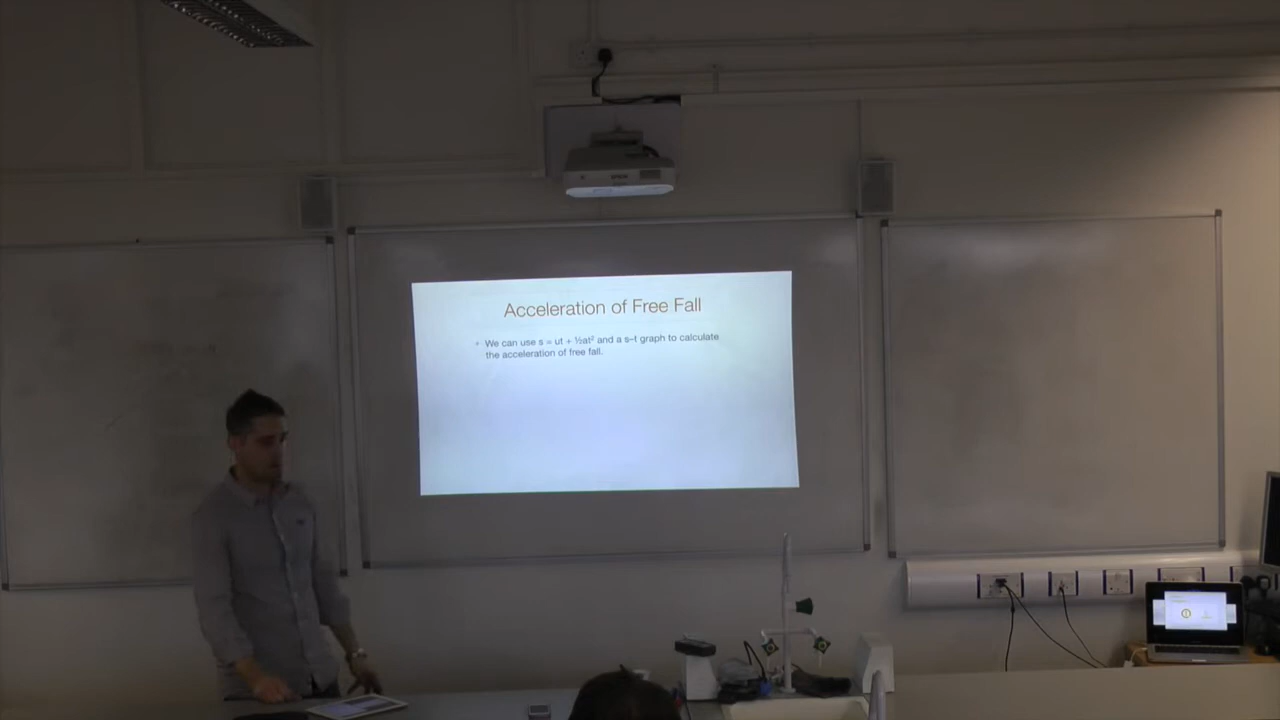 EPSON
Acceleration of Free Fall
We can use s = ut + ½at² and a s–t graph to calculate
the acceleration of free fall.